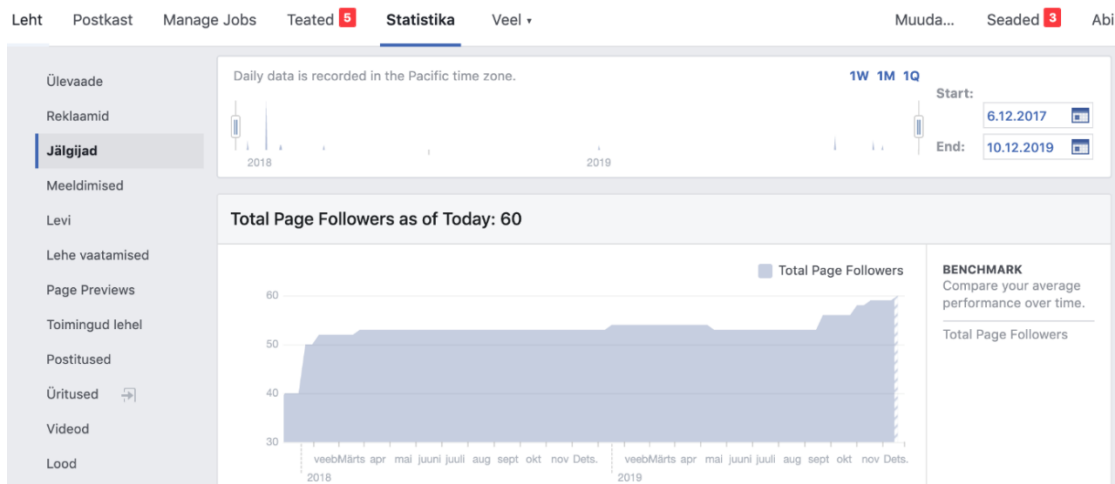 Leht Postkast Manage Jobs Teated 5 Statistika Veel Muuda... Seaded 3 Abi
Ülevaade
Reklaamid
Jälgijad
Meeldimised
Levi
Lehe vaatamised
Page Previews
Toimingud lehel
Postitused
Üritused
Videod
Lood
Daily data is recorded in the Pacific time zone.
1W 1M 1Q
Start:
6.12.2017
End:
10.12.2019
2018 2019
Total Page Followers as of Today: 60
Total Page Followers
60
50
40
30
veebMärts apr mai juuni juuli aug sept okt nov Dets. veebMärts apr mai juuni juuli aug sept okt nov Dets.
2018 2019
BENCHMARK
Compare your average
performance over time.
Total Page Followers